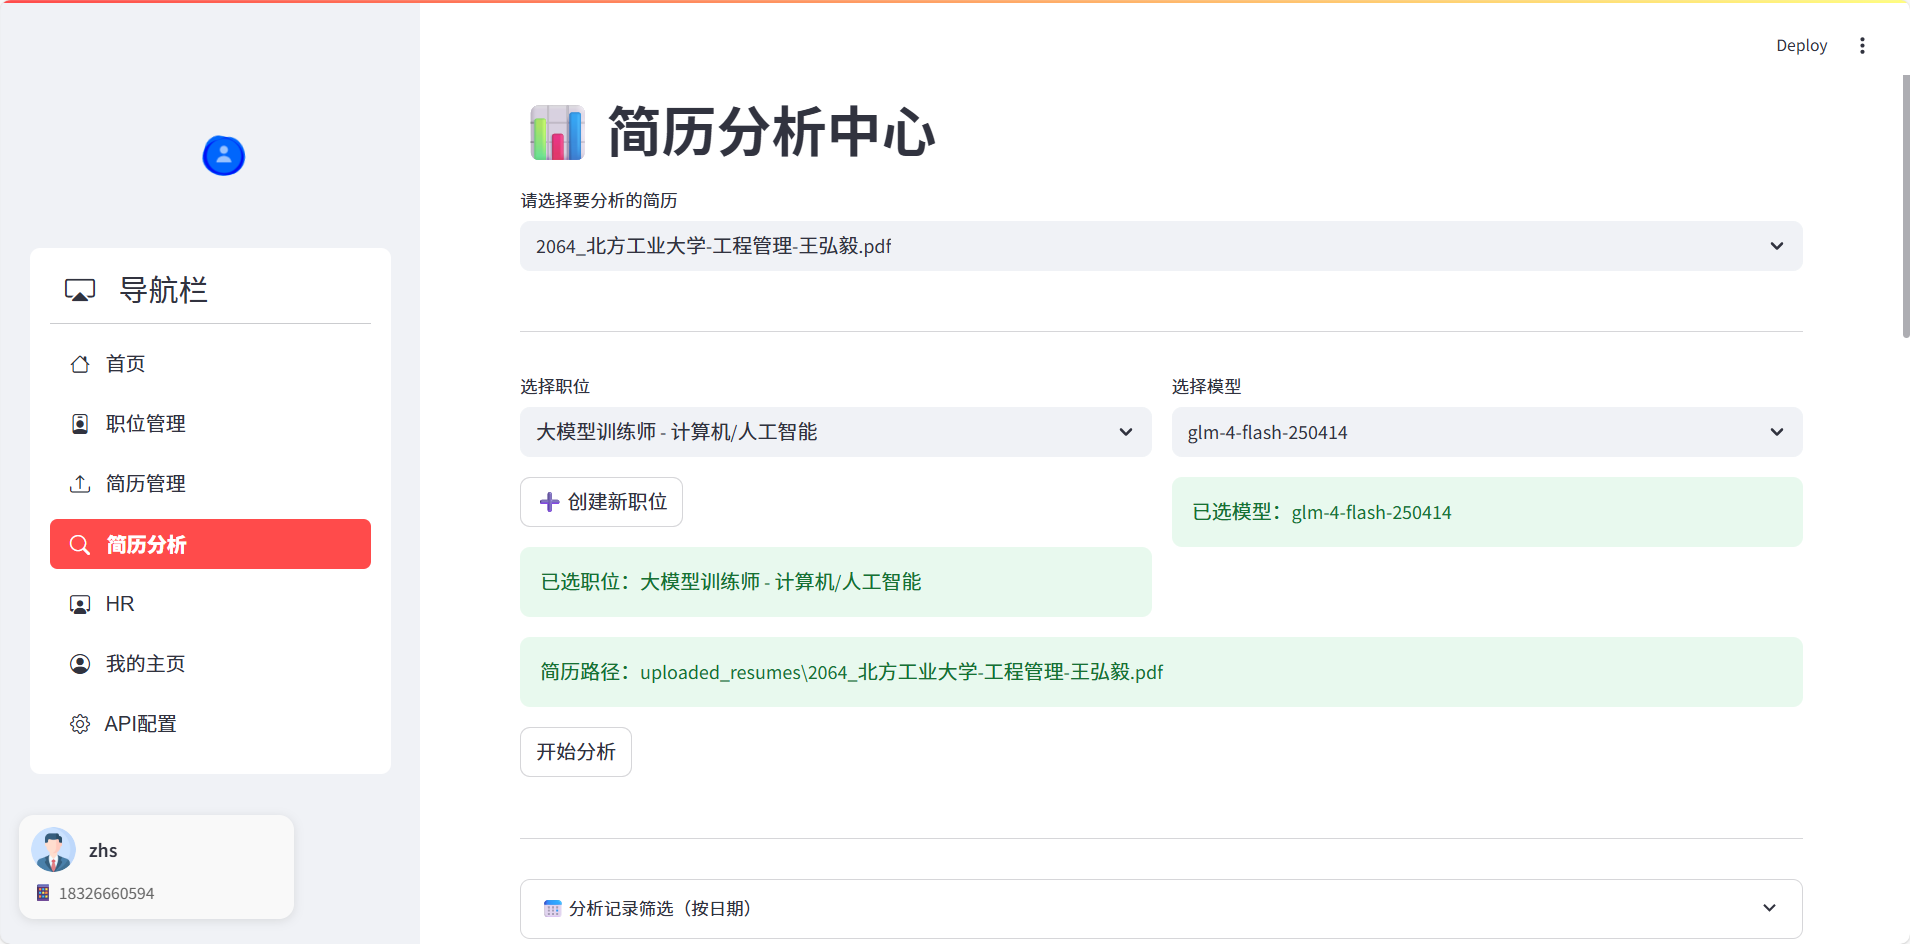 Deploy
简历分析中心
请选择要分析的简历
2064_北方工业大学-工程管理-王弘毅.pdf
导航栏
首页
职位管理
简历管理
简历分析
HR
我的主页
API配置
选择职位
大模型训练师 - 计算机/人工智能
创建新职位
已选职位：大模型训练师 - 计算机/人工智能
选择模型
glm-4-flash-250414
已选模型：glm-4-flash-250414
简历路径：uploaded_resumes\2064_北方工业大学-工程管理-王弘毅.pdf
开始分析
zhs
18326660594
分析记录筛选（按日期）